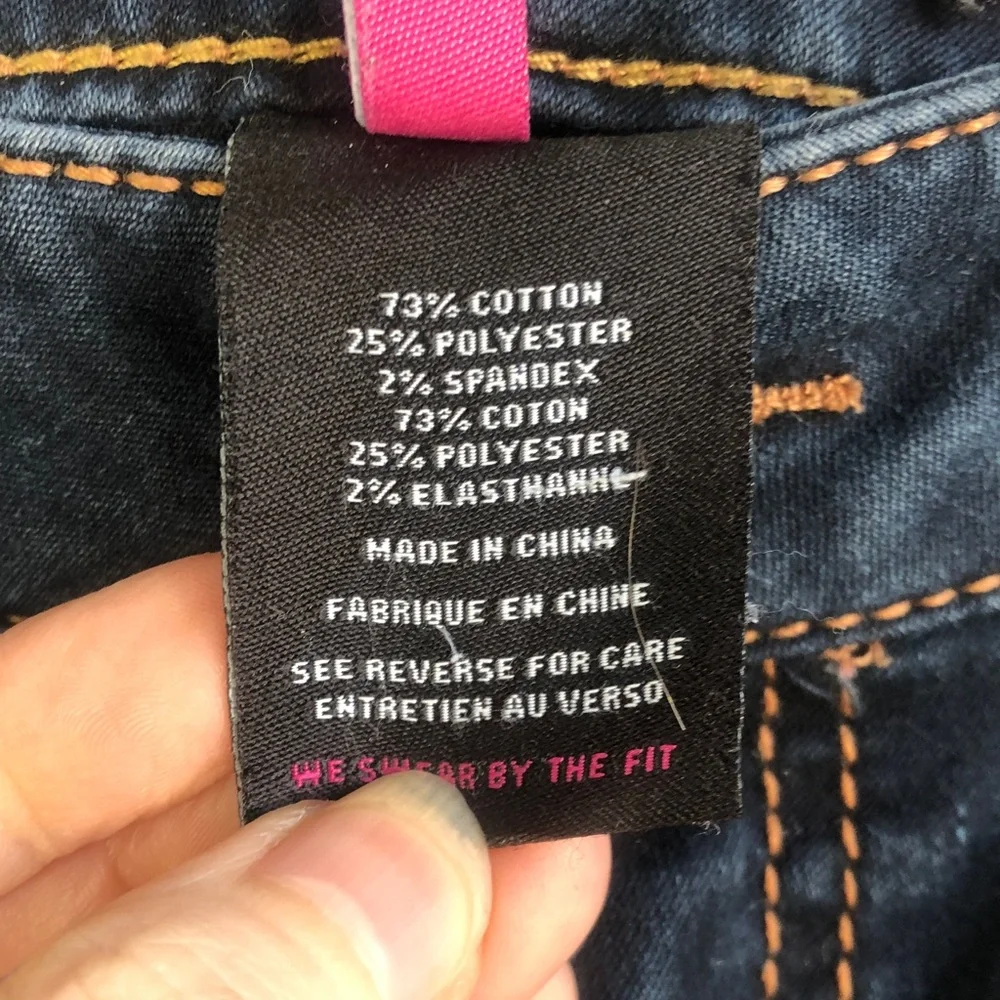 73% COTTON
25% POLYESTER
2% SPANDEX
73% COTON
25% POLYESTER
2% ELASTHANNE
MADE IN CHINA
FABRIQUE EN CHINE
SEE REVERSE FOR CARE
ENTRETIEN AU VERSO
WE SWEAR BY THE FIT